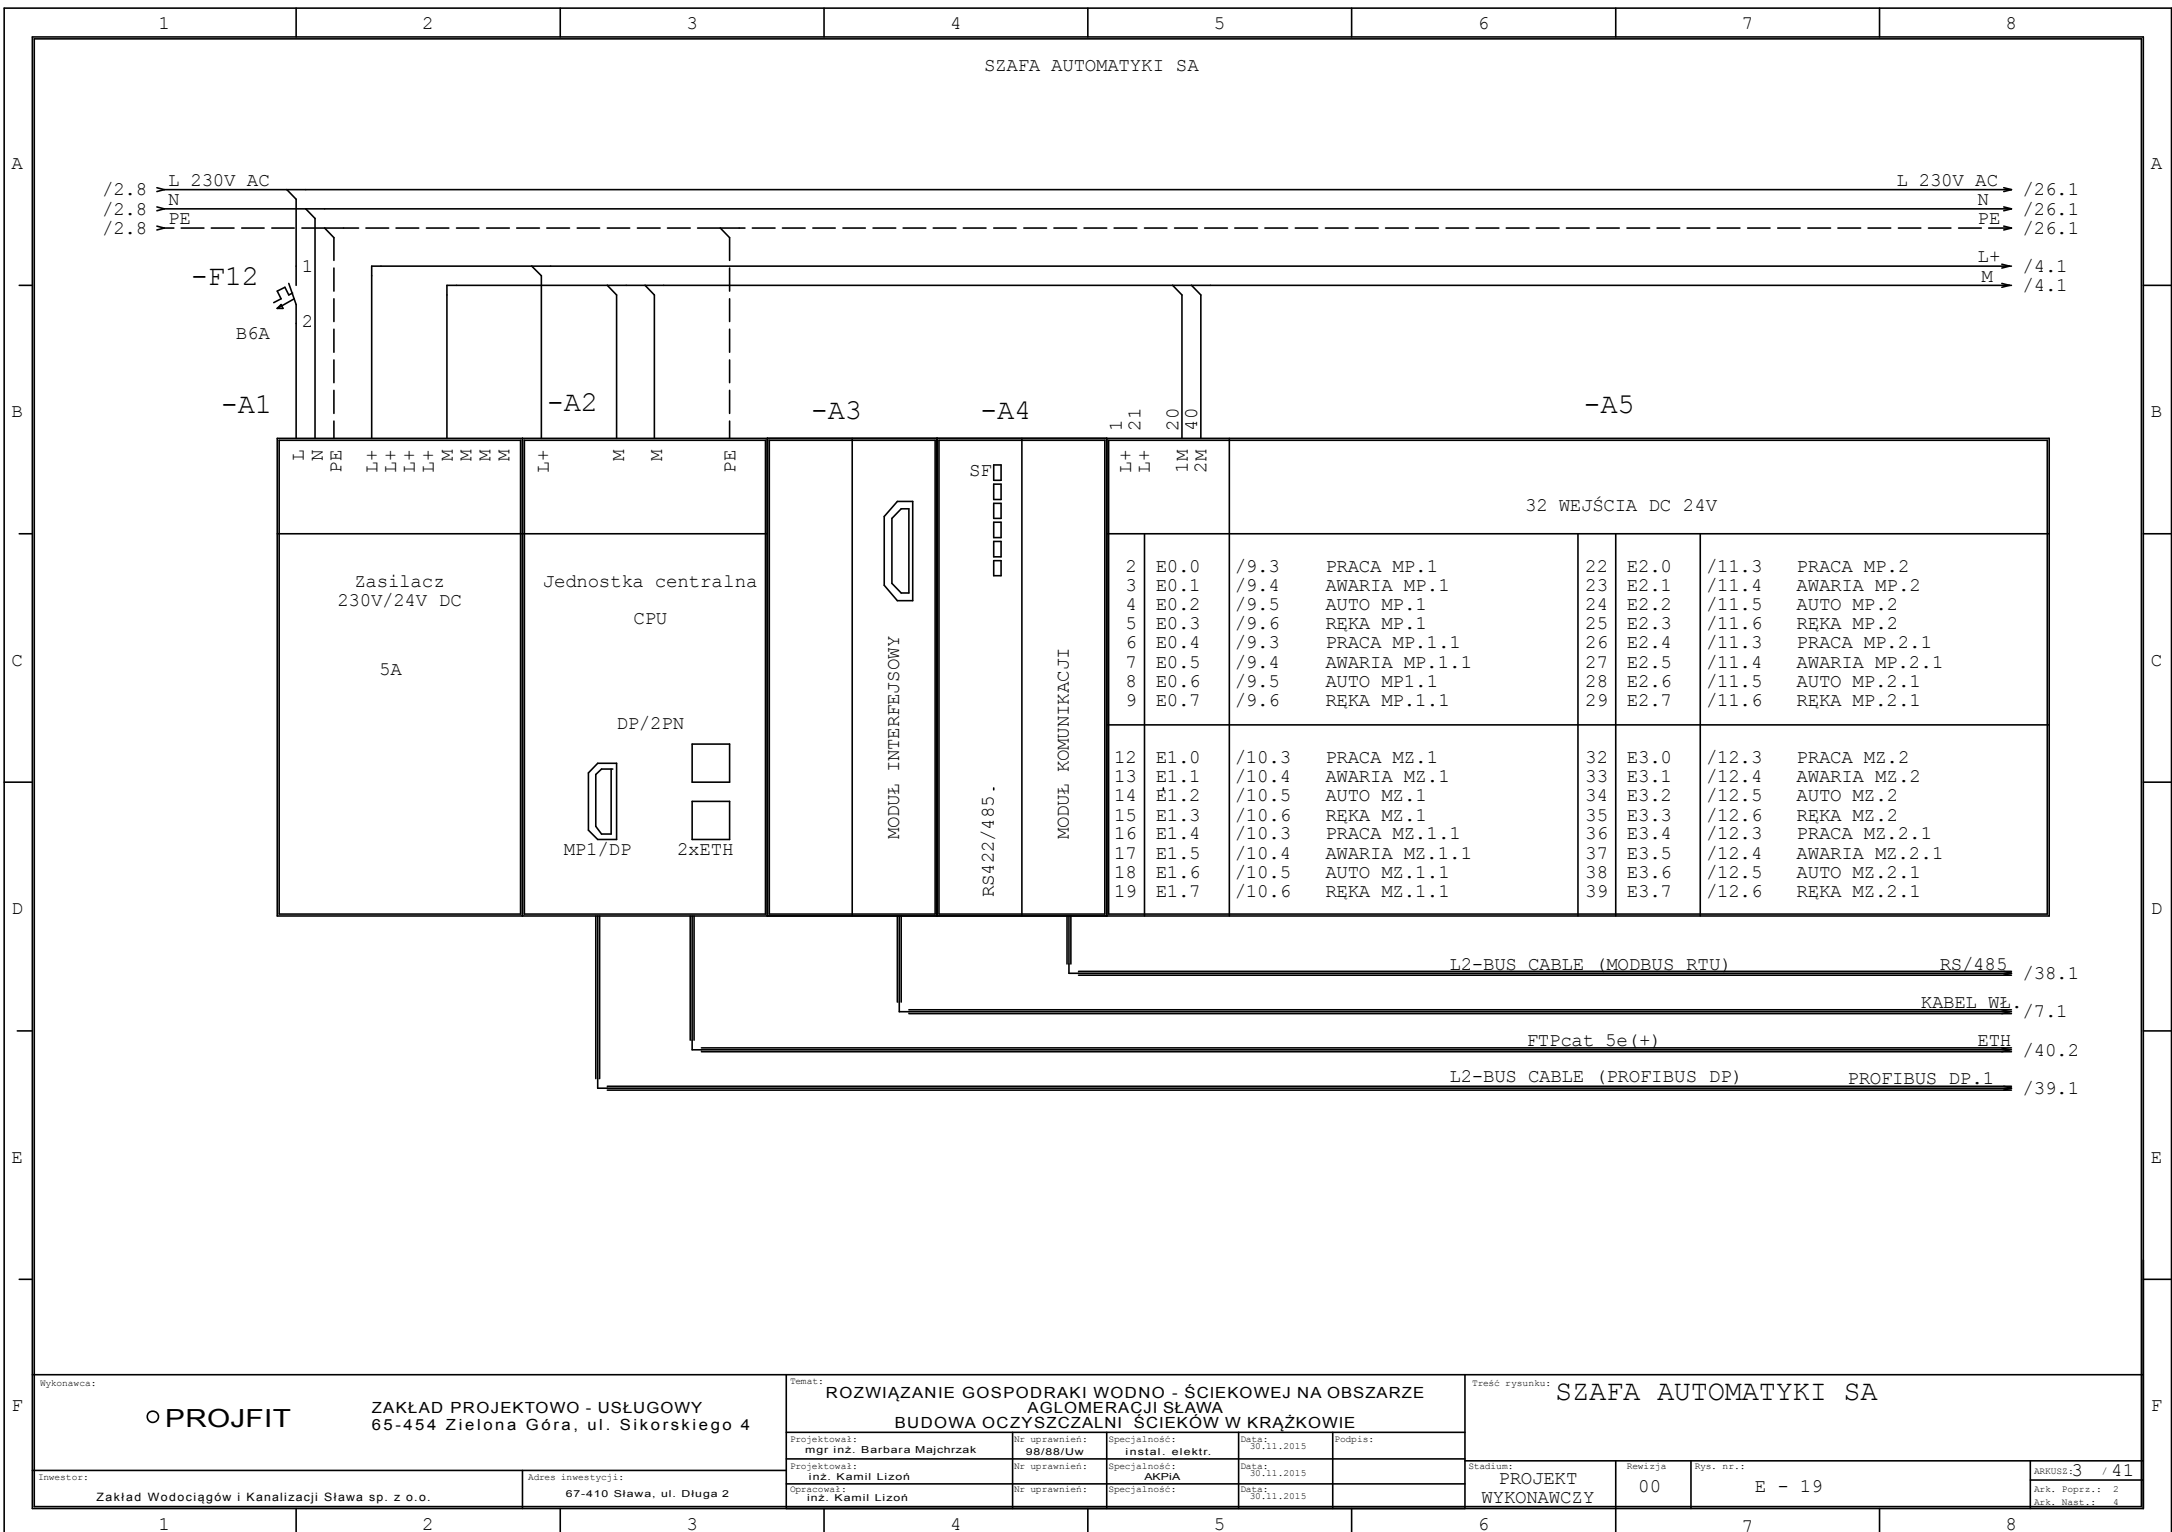 1 2 3 4 5 6 7 8
SZAFA AUTOMATYKI SA
A A
/2.8 L 230V AC L 230V AC /26.1
/2.8 N N /26.1
/2.8 PE PE /26.1
L+ /4.1
M /4.1
-F12
1
2
B6A
B B
-A1 -A2 -A3 -A4 -A5
1 21 20 40
L N PE L+ L+ L+ L+ M M M M
L+ M M PE
SF
L+ L+ 1M 2M
32 WEJŚCIA DC 24V
Zasilacz
230V/24V DC
5A
Jednostka centralna
CPU
DP/2PN
MP1/DP 2xETH
MODUŁ INTERFEJSOWY
RS422/485.
MODUŁ KOMUNIKACJI
C C
2 E0.0 /9.3 PRACA MP.1 22 E2.0 /11.3 PRACA MP.2
3 E0.1 /9.4 AWARIA MP.1 23 E2.1 /11.4 AWARIA MP.2
4 E0.2 /9.5 AUTO MP.1 24 E2.2 /11.5 AUTO MP.2
5 E0.3 /9.6 RĘKA MP.1 25 E2.3 /11.6 RĘKA MP.2
6 E0.4 /9.3 PRACA MP.1.1 26 E2.4 /11.3 PRACA MP.2.1
7 E0.5 /9.4 AWARIA MP.1.1 27 E2.5 /11.4 AWARIA MP.2.1
8 E0.6 /9.5 AUTO MP1.1 28 E2.6 /11.5 AUTO MP.2.1
9 E0.7 /9.6 RĘKA MP.1.1 29 E2.7 /11.6 RĘKA MP.2.1
12 E1.0 /10.3 PRACA MZ.1 32 E3.0 /12.3 PRACA MZ.2
13 E1.1 /10.4 AWARIA MZ.1 33 E3.1 /12.4 AWARIA MZ.2
14 E1.2 /10.5 AUTO MZ.1 34 E3.2 /12.5 AUTO MZ.2
15 E1.3 /10.6 RĘKA MZ.1 35 E3.3 /12.6 RĘKA MZ.2
16 E1.4 /10.3 PRACA MZ.1.1 36 E3.4 /12.3 PRACA MZ.2.1
17 E1.5 /10.4 AWARIA MZ.1.1 37 E3.5 /12.4 AWARIA MZ.2.1
18 E1.6 /10.5 AUTO MZ.1.1 38 E3.6 /12.5 AUTO MZ.2.1
19 E1.7 /10.6 RĘKA MZ.1.1 39 E3.7 /12.6 RĘKA MZ.2.1
D D
L2-BUS CABLE (MODBUS RTU) RS/485 /38.1
KABEL WŁ. /7.1
FTPcat 5e(+) ETH /40.2
L2-BUS CABLE (PROFIBUS DP) PROFIBUS DP.1 /39.1
E E
F F
Wykonawca:
PROJFIT
ZAKŁAD PROJEKTOWO - USŁUGOWY
65-454 Zielona Góra, ul. Sikorskiego 4
Inwestor:
Zakład Wodociągów i Kanalizacji Sława sp. z o.o.
Adres inwestycji:
67-410 Sława, ul. Długa 2
Temat:
ROZWIĄZANIE GOSPODRAKI WODNO - ŚCIEKOWEJ NA OBSZARZE
AGLOMERACJI SŁAWA
BUDOWA OCZYSZCZALNI ŚCIEKÓW W KRĄŻKOWIE
Projektował: Nr uprawnień: Specjalność: Data: Podpis:
mgr inż. Barbara Majchrzak 98/88/Uw instal. elektr. 30.11.2015
Projektował: Nr uprawnień: Specjalność: Data:
inż. Kamil Lizoń AKPiA 30.11.2015
Opracował: Nr uprawnień: Specjalność: Data:
inż. Kamil Lizoń 30.11.2015
Treść rysunku:
SZAFA AUTOMATYKI SA
Stadium:
PROJEKT
WYKONAWCZY
Rewizja
00
Rys. nr.:
E - 19
ARKUSZ: 3 / 41
Ark. Poprz.: 2
Ark. Nast.: 4
1 2 3 4 5 6 7 8